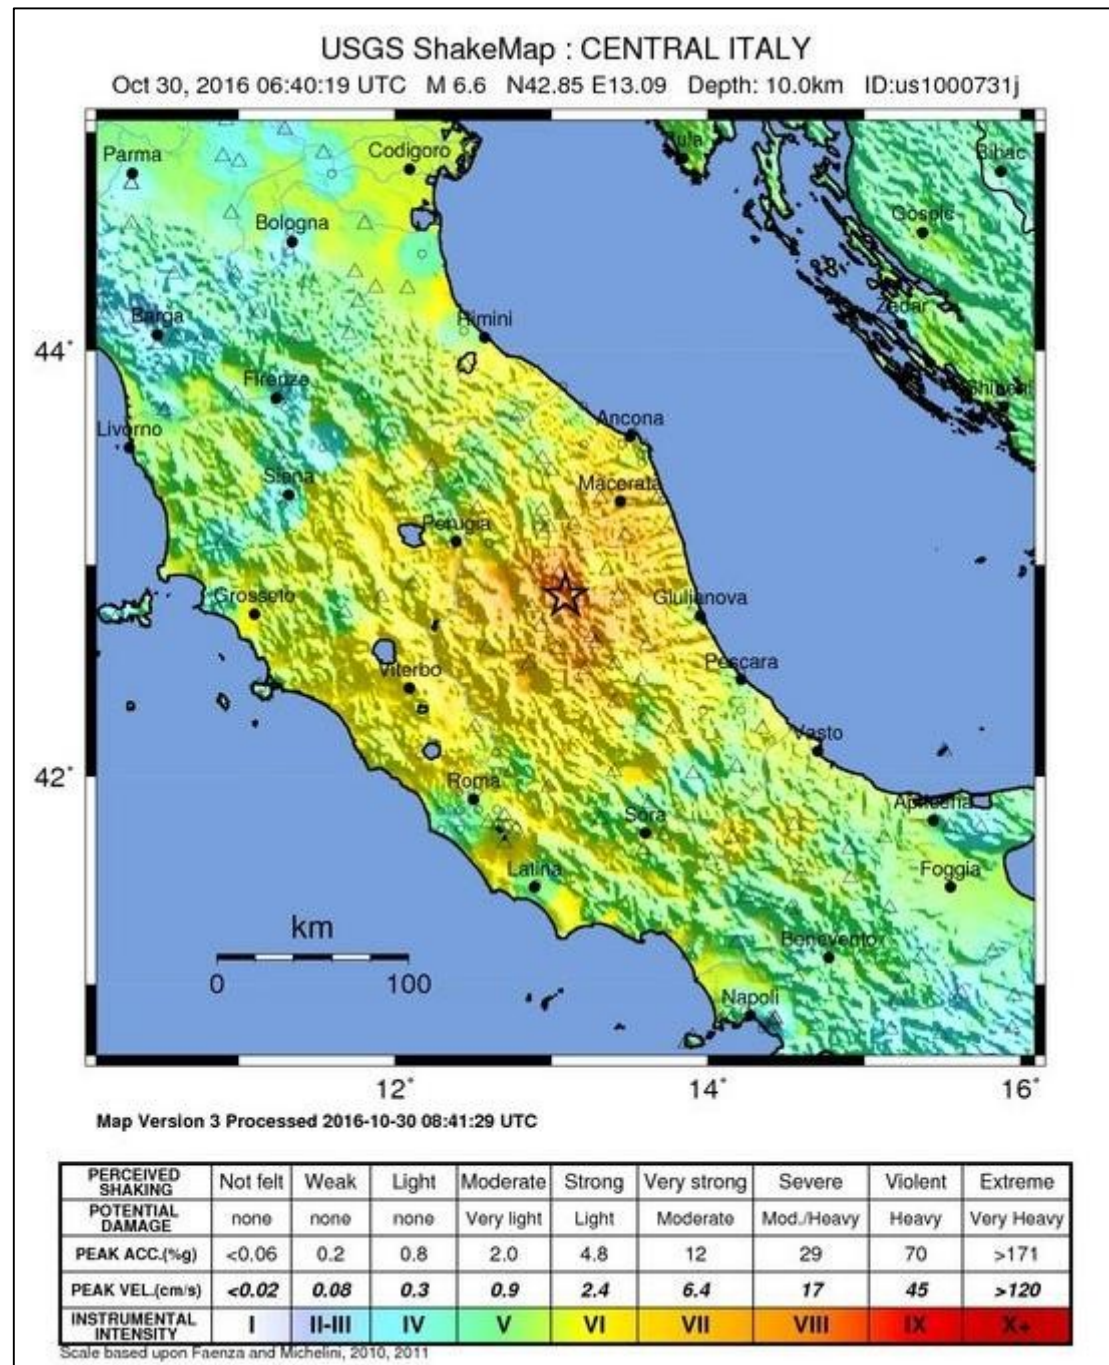 USGS ShakeMap : CENTRAL ITALY
Oct 30, 2016 06:40:19 UTC M 6.6 N42.85 E13.09 Depth: 10.0km ID:us1000731j
Parma
Codigoro
Bihac
Bologna
Gospic
Barga
Rimini
Zadar
44°
Firenze
Livorno
Ancona
Siena
Macerata
Perugia
Grosseto
Giulianova
Viterbo
Pescara
Vasto
42°
Roma
Sora
Apricena
Latina
Foggia
km
0 100
Benevento
Napoli
12° 14° 16°
Map Version 3 Processed 2016-10-30 08:41:29 UTC
PERCEIVED SHAKING Not felt Weak Light Moderate Strong Very strong Severe Violent Extreme
POTENTIAL DAMAGE none none none Very light Light Moderate Mod./Heavy Heavy Very Heavy
PEAK ACC.(%g) <0.06 0.2 0.8 2.0 4.8 12 29 70 >171
PEAK VEL.(cm/s) <0.02 0.08 0.3 0.9 2.4 6.4 17 45 >120
INSTRUMENTAL INTENSITY I II-III IV V VI VII VIII IX X+
Scale based upon Faenza and Michelini, 2010, 2011